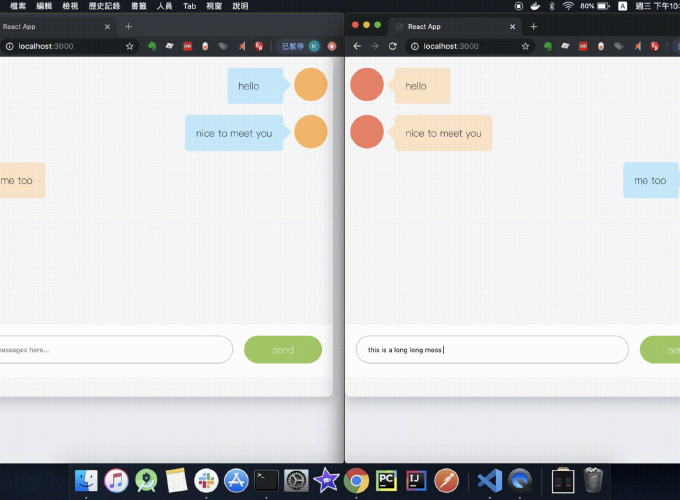 檔案 編輯 檢視 歷史記錄 書籤 人員 Tab 視窗 說明 80% A 週三 下午10:
React App
React App
localhost:3000
已暫停 K
localhost:3000
hello
nice to meet you
me too
hello
nice to meet you
me too
messages here...
send
this is a long long mess
se
PC
IJ